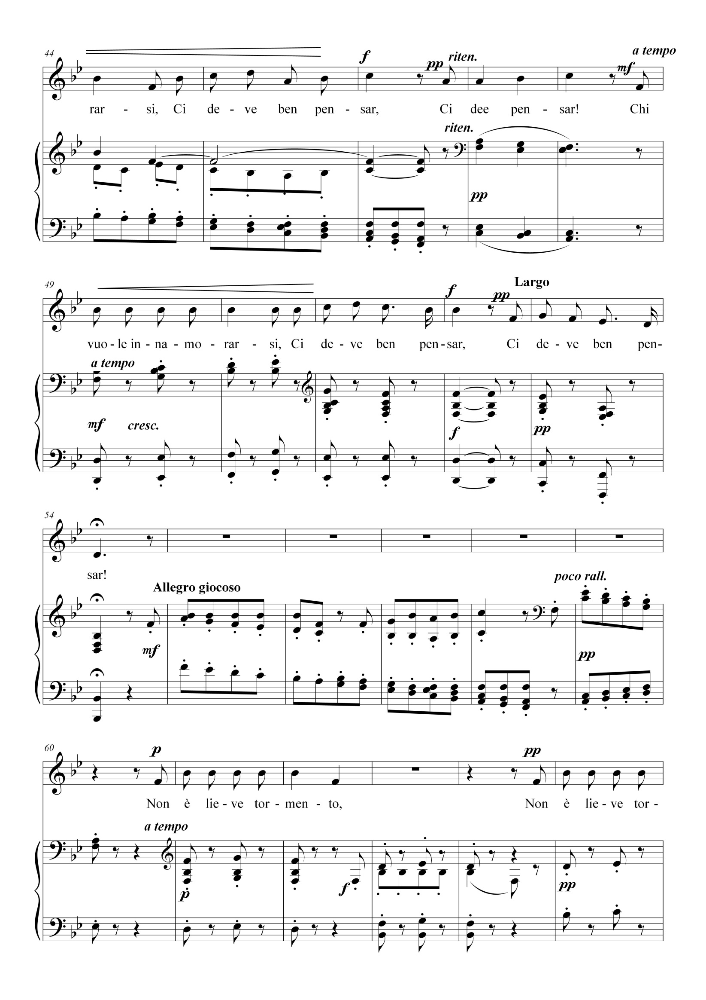 44
a tempo
f
pp
riten.
mf
rar - si, Ci de - ve ben pen - sar, Ci dee pen - sar! Chi
riten.
pp
49
Largo
f
pp
vuo - le in - na - mo - rar - si, Ci de - ve ben pen - sar, Ci de - ve ben pen -
a tempo
mf cresc. f pp
54
sar!
poco rall.
Allegro giocoso
mf pp
60
p pp
Non è lie - ve tor - men - to, Non è lie - ve tor -
a tempo
p f pp